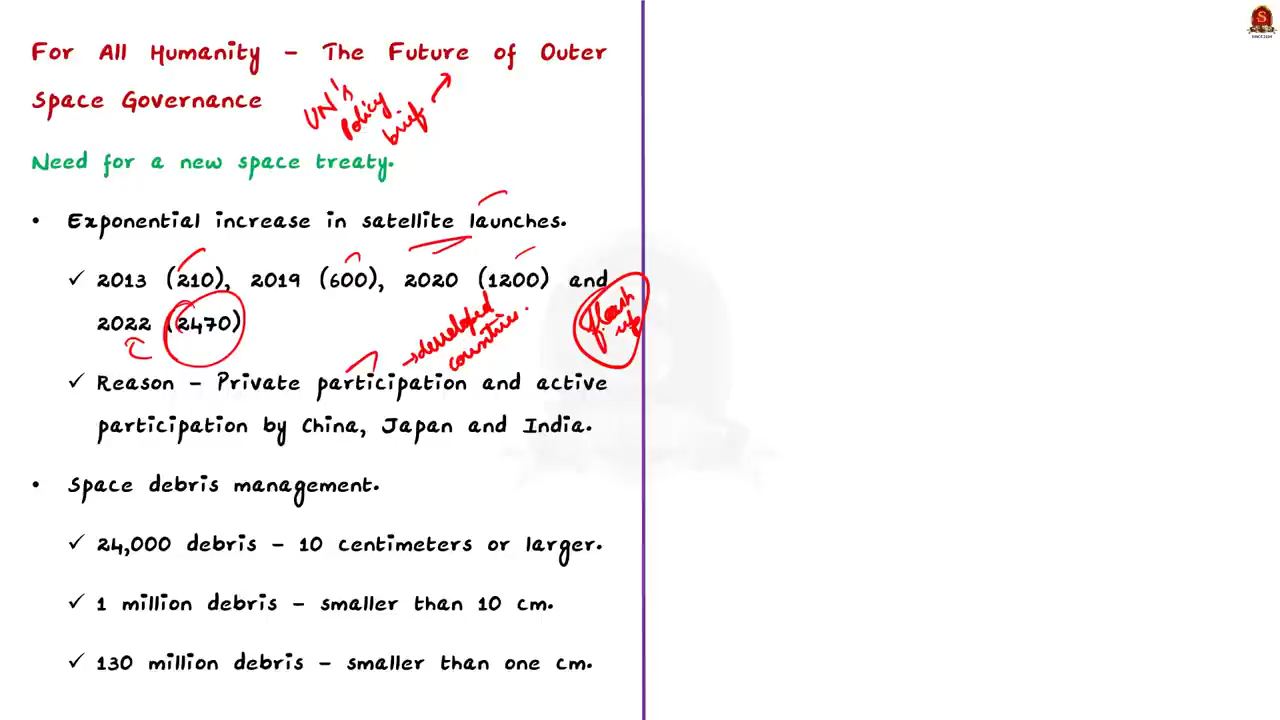 For All Humanity – The Future of Outer
Space Governance
UN's
policy
brief
Need for a new space treaty.
• Exponential increase in satellite launches.
✓ 2013 (210), 2019 (600), 2020 (1200) and
2022 (2470)
→developed
countries.
flash
up
✓ Reason – Private participation and active
participation by China, Japan and India.
• Space debris management.
✓ 24,000 debris – 10 centimeters or larger.
✓ 1 million debris – smaller than 10 cm.
✓ 130 million debris – smaller than one cm.